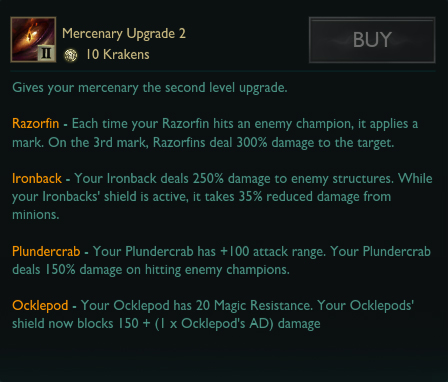 Mercenary Upgrade 2
10 Krakens
BUY
II
Gives your mercenary the second level upgrade.
Razorfin - Each time your Razorfin hits an enemy champion, it applies a
mark. On the 3rd mark, Razorfins deal 300% damage to the target.
Ironback - Your Ironback deals 250% damage to enemy structures. While
your Ironbacks' shield is active, it takes 35% reduced damage from
minions.
Plundercrab - Your Plundercrab has +100 attack range. Your Plundercrab
deals 150% damage on hitting enemy champions.
Ocklepod - Your Ocklepod has 20 Magic Resistance. Your Ocklepods'
shield now blocks 150 + (1 x Ocklepod's AD) damage